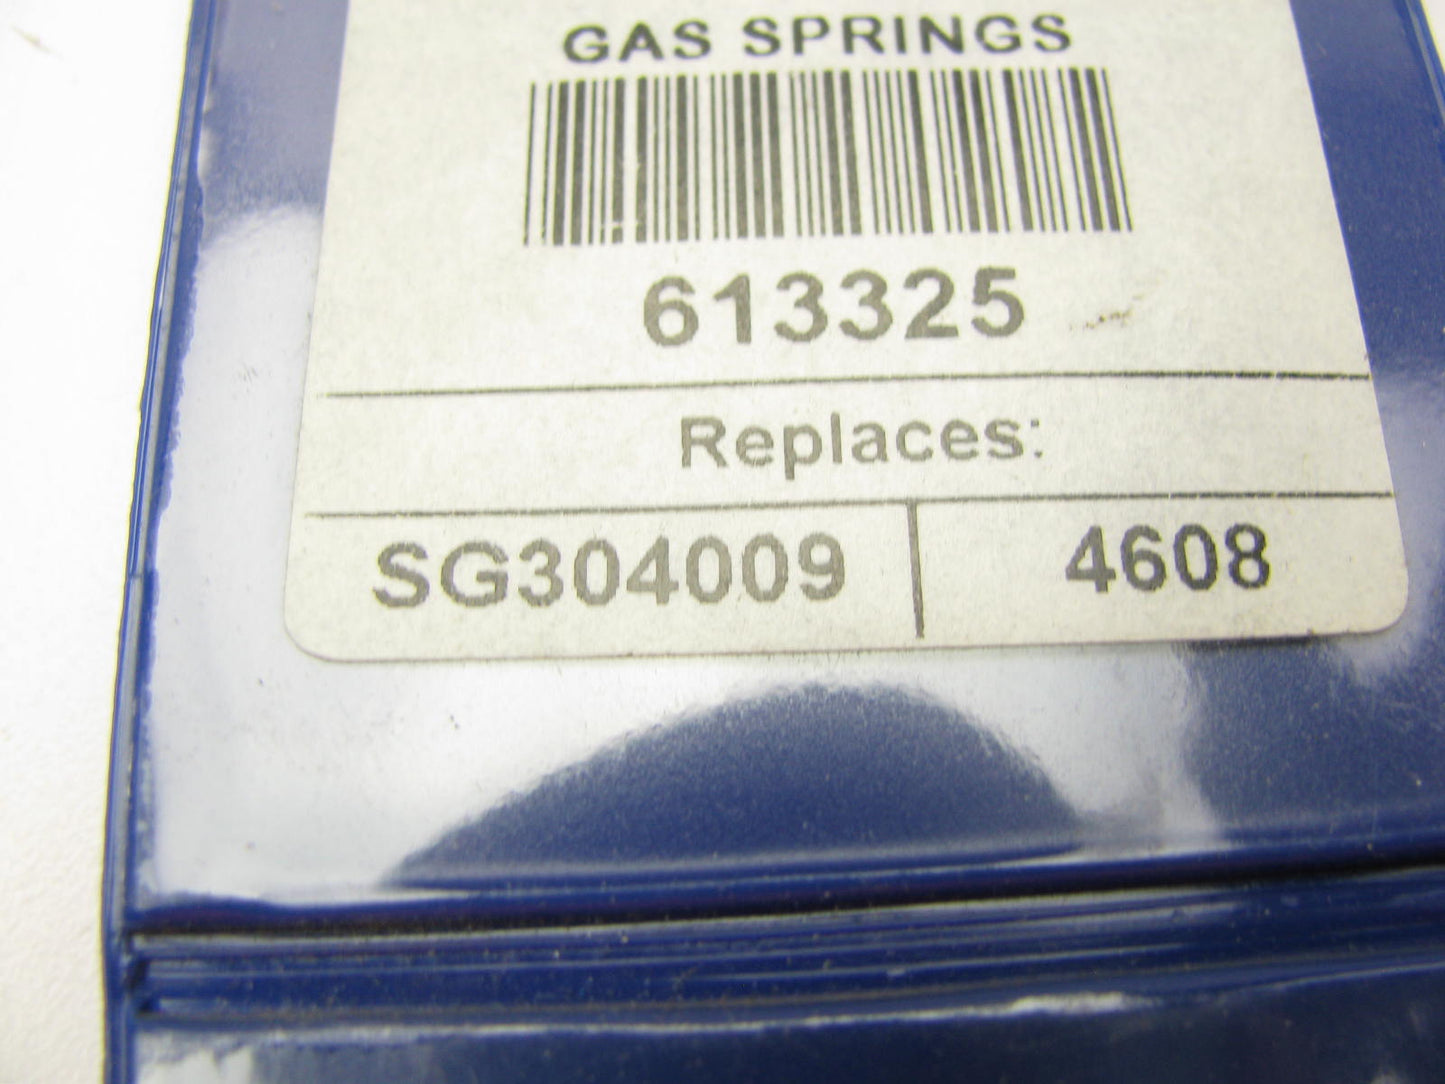 GAS SPRINGS
613325
Replaces:
SG304009 4608